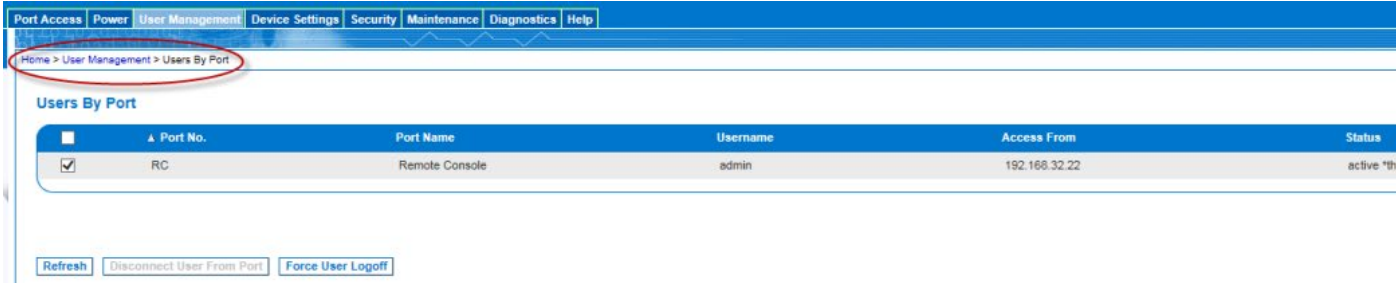 Port Access Power User Management Device Settings Security Maintenance Diagnostics Help
Home > User Management > Users By Port
Users By Port
▲ Port No. Port Name Username Access From Status
RC Remote Console admin 192.168.32.22 active *th
Refresh Disconnect User From Port Force User Logoff